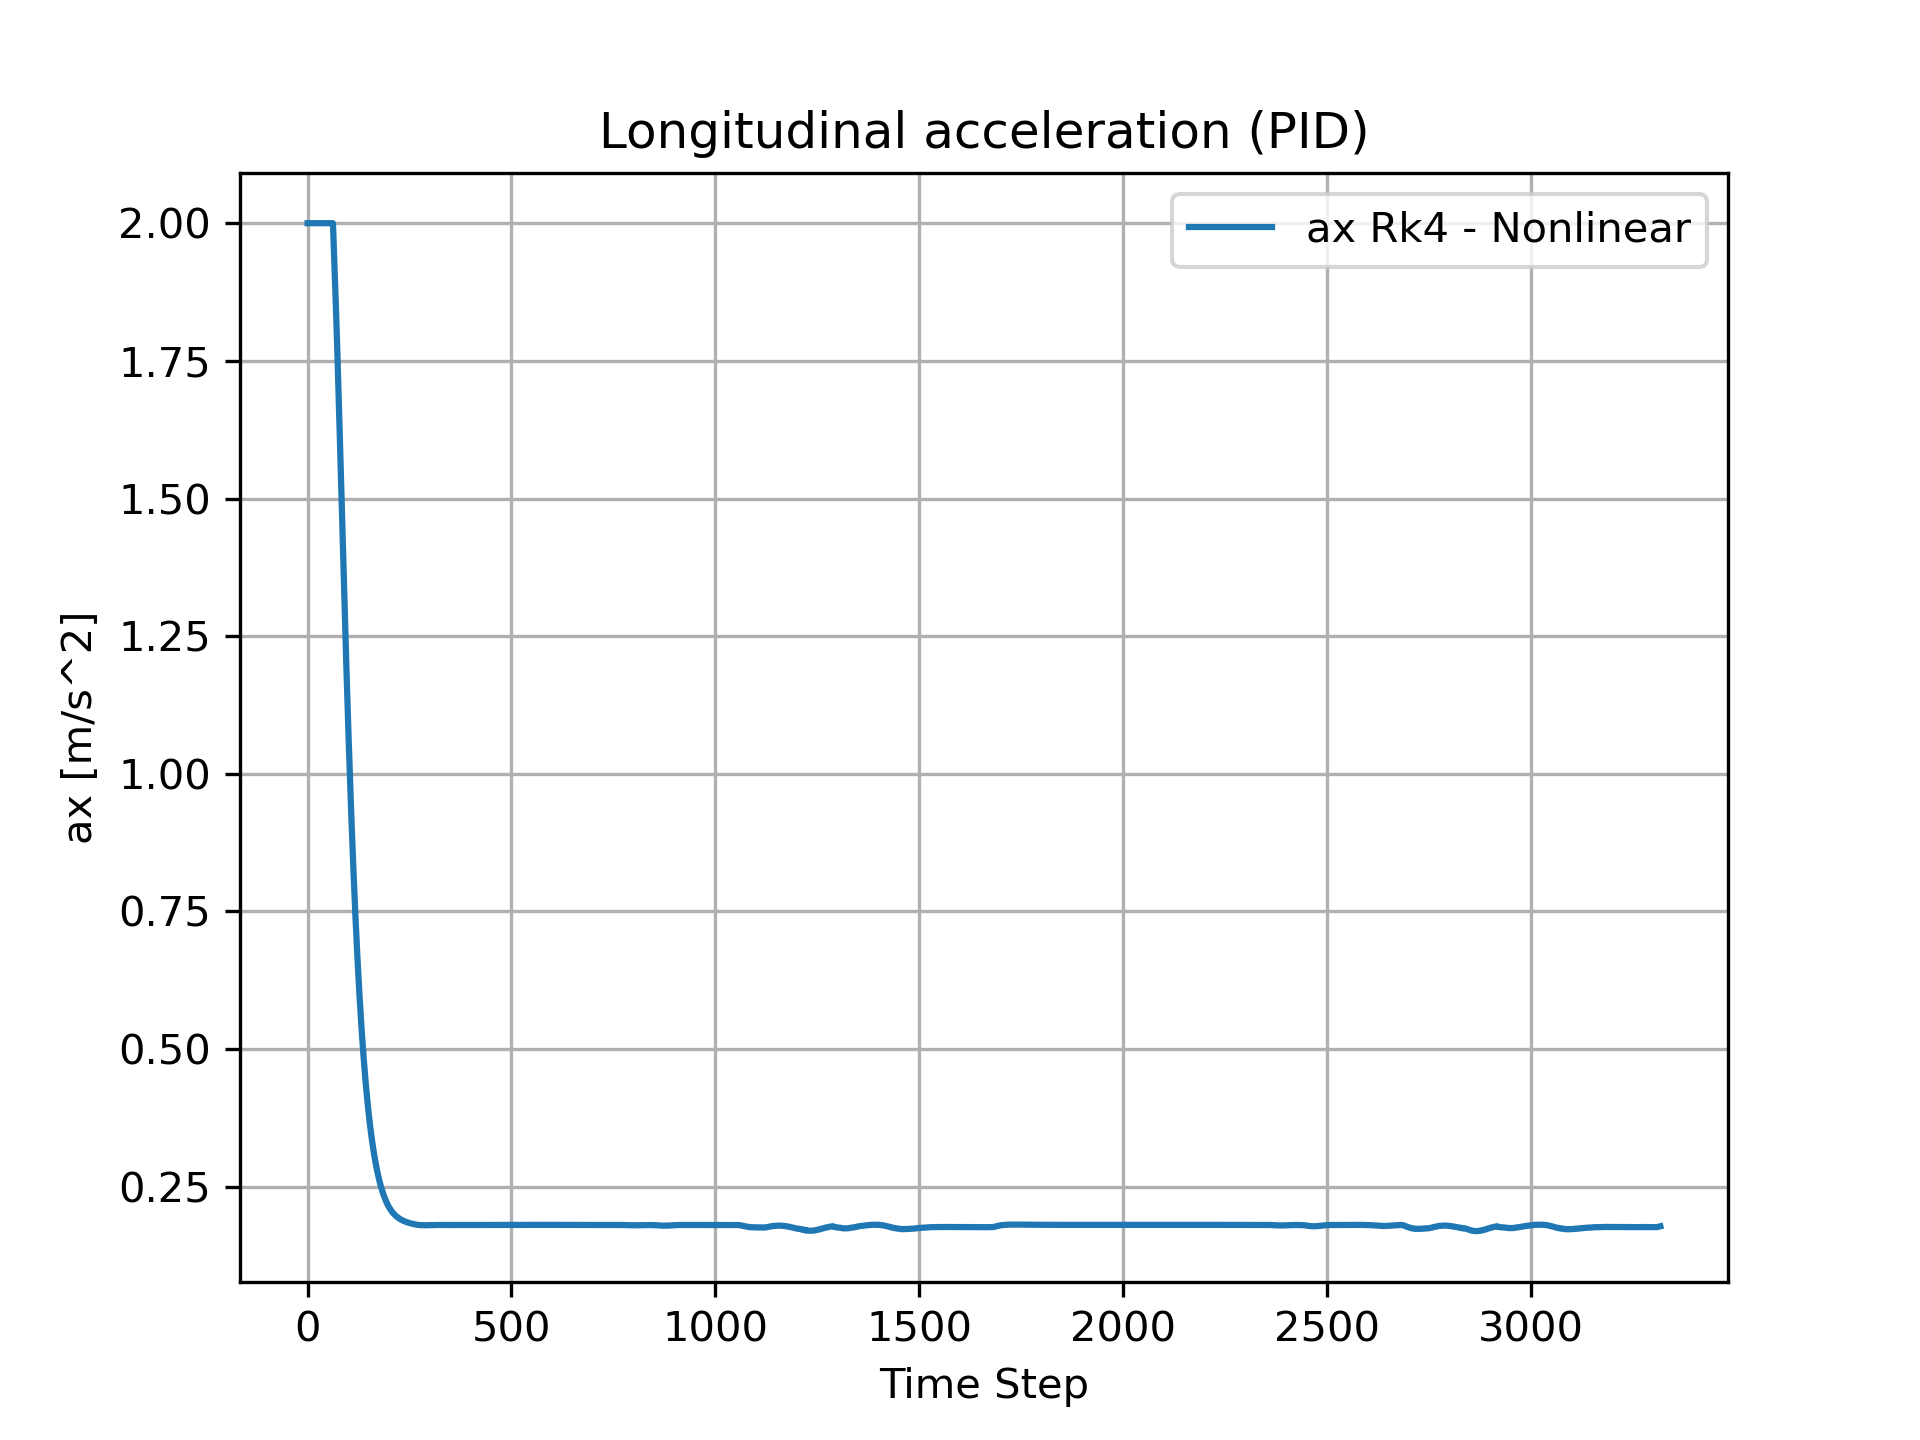 Longitudinal acceleration (PID)
ax Rk4 - Nonlinear
2.00
1.75
1.50
1.25
1.00
0.75
0.50
0.25
ax [m/s^2]
0 500 1000 1500 2000 2500 3000
Time Step